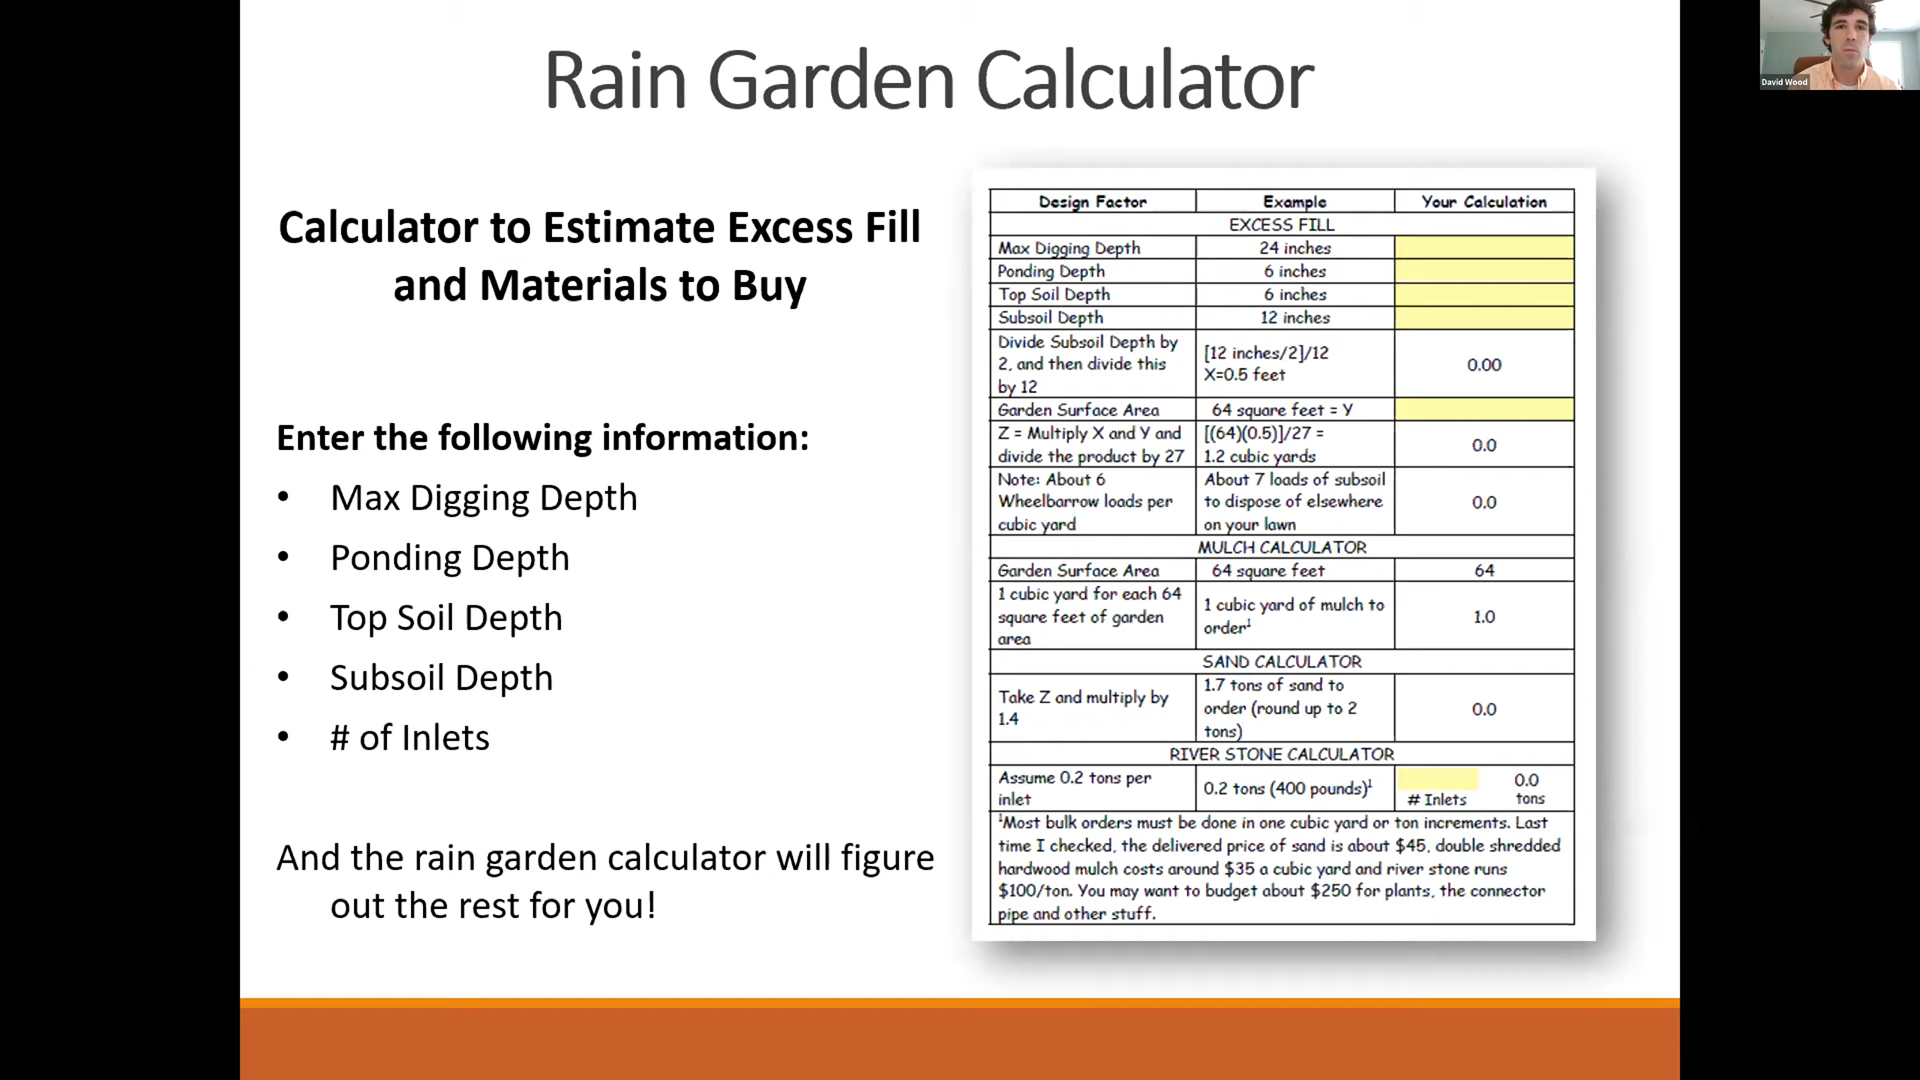 Rain Garden Calculator
David Wood
Calculator to Estimate Excess Fill
and Materials to Buy
Enter the following information:
• Max Digging Depth
• Ponding Depth
• Top Soil Depth
• Subsoil Depth
• # of Inlets
And the rain garden calculator will figure
out the rest for you!
Design Factor Example Your Calculation
EXCESS FILL
Max Digging Depth 24 inches
Ponding Depth 6 inches
Top Soil Depth 6 inches
Subsoil Depth 12 inches
Divide Subsoil Depth by
2, and then divide this
by 12
[12 inches/2]/12
X=0.5 feet
0.00
Garden Surface Area 64 square feet = Y
Z = Multiply X and Y and
divide the product by 27
[(64)(0.5)]/27 =
1.2 cubic yards
0.0
Note: About 6
Wheelbarrow loads per
cubic yard
About 7 loads of subsoil
to dispose of elsewhere
on your lawn
0.0
MULCH CALCULATOR
Garden Surface Area 64 square feet 64
1 cubic yard for each 64
square feet of garden
area
1 cubic yard of mulch to
order¹
1.0
SAND CALCULATOR
Take Z and multiply by
1.4
1.7 tons of sand to
order (round up to 2
tons)
0.0
RIVER STONE CALCULATOR
Assume 0.2 tons per
inlet
0.2 tons (400 pounds)¹
0.0
# Inlets tons
¹Most bulk orders must be done in one cubic yard or ton increments. Last
time I checked, the delivered price of sand is about $45, double shredded
hardwood mulch costs around $35 a cubic yard and river stone runs
$100/ton. You may want to budget about $250 for plants, the connector
pipe and other stuff.